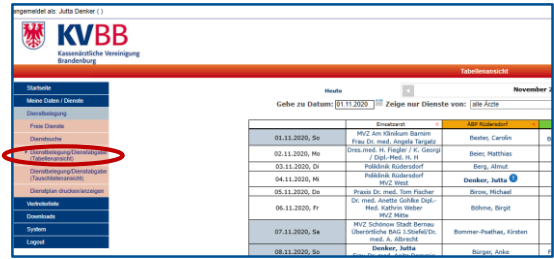 angemeldet als: Jutta Denker ( )
KVBB
Kassenärztliche Vereinigung
Brandenburg
Tabellenansicht
Startseite
Meine Daten / Dienste
Dienstbelegung
Freie Dienste
Dienstsuche
Dienstbelegung/Dienstabgabe
(Tabellenansicht)
Dienstbelegung/Dienstabgabe
(Tauschlistenansicht)
Dienstplan drucken/anzeigen
Vertreterliste
Downloads
System
Logout
Heute
November 2
Gehe zu Datum: 01.11.2020 Zeige nur Dienste von: alle Ärzte
Einsatzarzt
ÄBP Rüdersdorf
01.11.2020, So
MVZ Am Klinikum Barnim
Frau Dr. med. Angela Targatz
Bester, Carolin
02.11.2020, Mo
Dres.med. H. Fiegler / K. Georgi
/ Dipl.-Med. H. H
Beier, Matthias
03.11.2020, Di
Poliklinik Rüdersdorf
Berg, Almut
04.11.2020, Mi
Poliklinik Rüdersdorf
MVZ West
Denker, Jutta
05.11.2020, Do
Praxis Dr. med. Tom Fischer
Birow, Michael
06.11.2020, Fr
Dr. med. Anette Gohlke Dipl.-
Med. Kathrin Weber
MVZ Mitte
Böhme, Birgit
07.11.2020, Sa
MVZ Schönow Stadt Bernau
Überörtliche BAG J.Stiefel/Dr.
med. A. Albrecht
Bommer-Psathas, Kirsten
08.11.2020, So
Denker, Jutta
Bürger, Anke